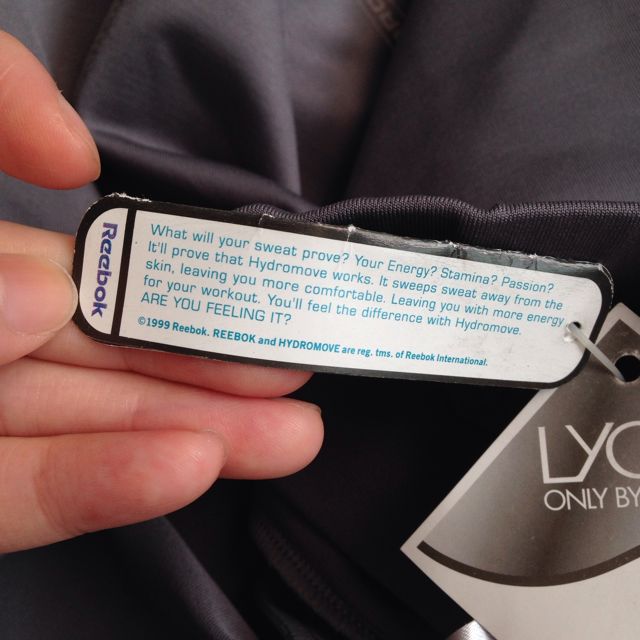 Reebok
What will your sweat prove? Your Energy? Stamina? Passion?
It'll prove that Hydromove works. It sweeps sweat away from the
skin, leaving you more comfortable. Leaving you with more energy
for your workout. You'll feel the difference with Hydromove.
ARE YOU FEELING IT?
©1999 Reebok. REEBOK and HYDROMOVE are reg. tms. of Reebok International.
LYC
ONLY BY